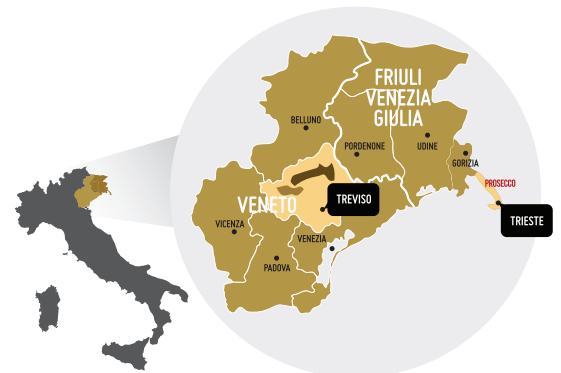 FRIULI
VENEZIA
GIULIA
BELLUNO
PORDENONE
UDINE
GORIZIA
PROSECCO
TREVISO
VENETO
TRIESTE
VICENZA
VENEZIA
PADOVA